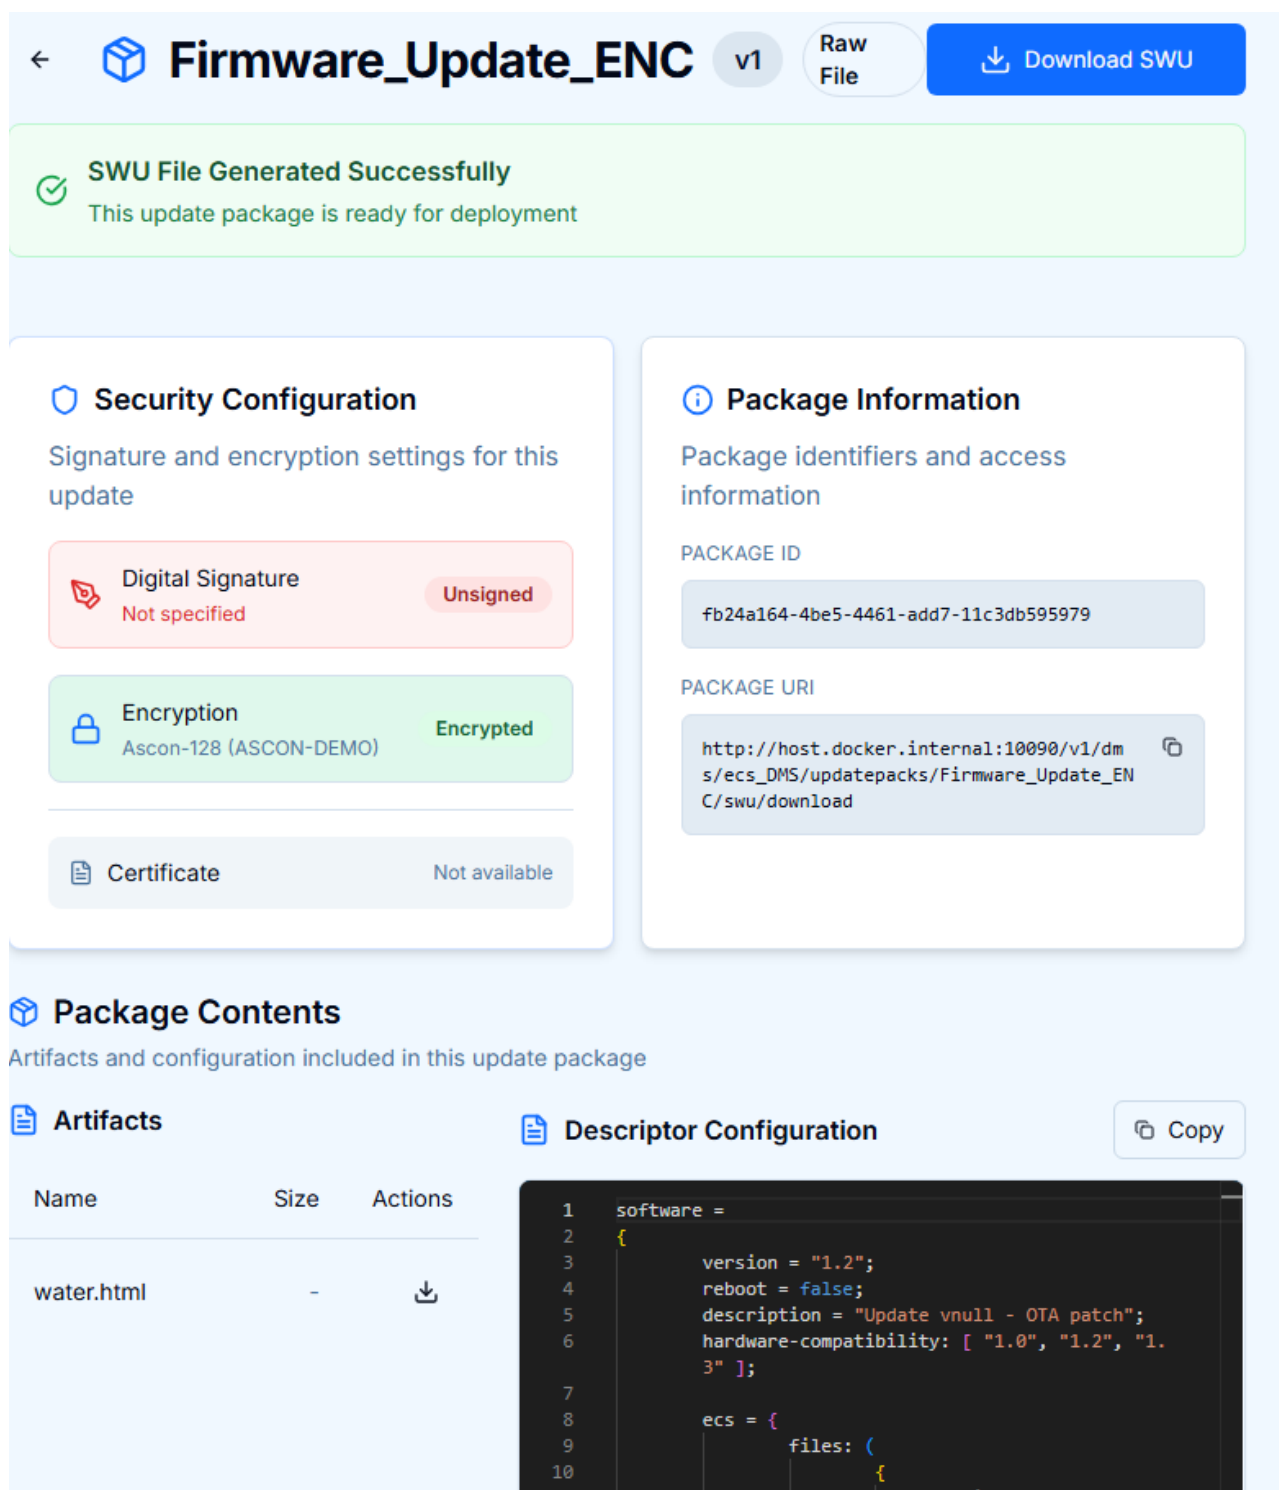 Firmware_Update_ENC
v1
Raw
File
Download SWU
SWU File Generated Successfully
This update package is ready for deployment
Security Configuration
Signature and encryption settings for this
update
Digital Signature
Not specified
Unsigned
Encryption
Ascon-128 (ASCON-DEMO)
Encrypted
Certificate
Not available
Package Information
Package identifiers and access
information
PACKAGE ID
fb24a164-4be5-4461-add7-11c3db595979
PACKAGE URI
http://host.docker.internal:10090/v1/dm
s/ecs_DMS/updatepacks/Firmware_Update_EN
C/swu/download
Package Contents
Artifacts and configuration included in this update package
Artifacts
Name Size Actions
water.html -
Descriptor Configuration
Copy
1 software =
2 {
3 version = "1.2";
4 reboot = false;
5 description = "Update vnull - OTA patch";
6 hardware-compatibility: [ "1.0", "1.2", "1.
3" ];
7
8 ecs = {
9 files: (
10 {